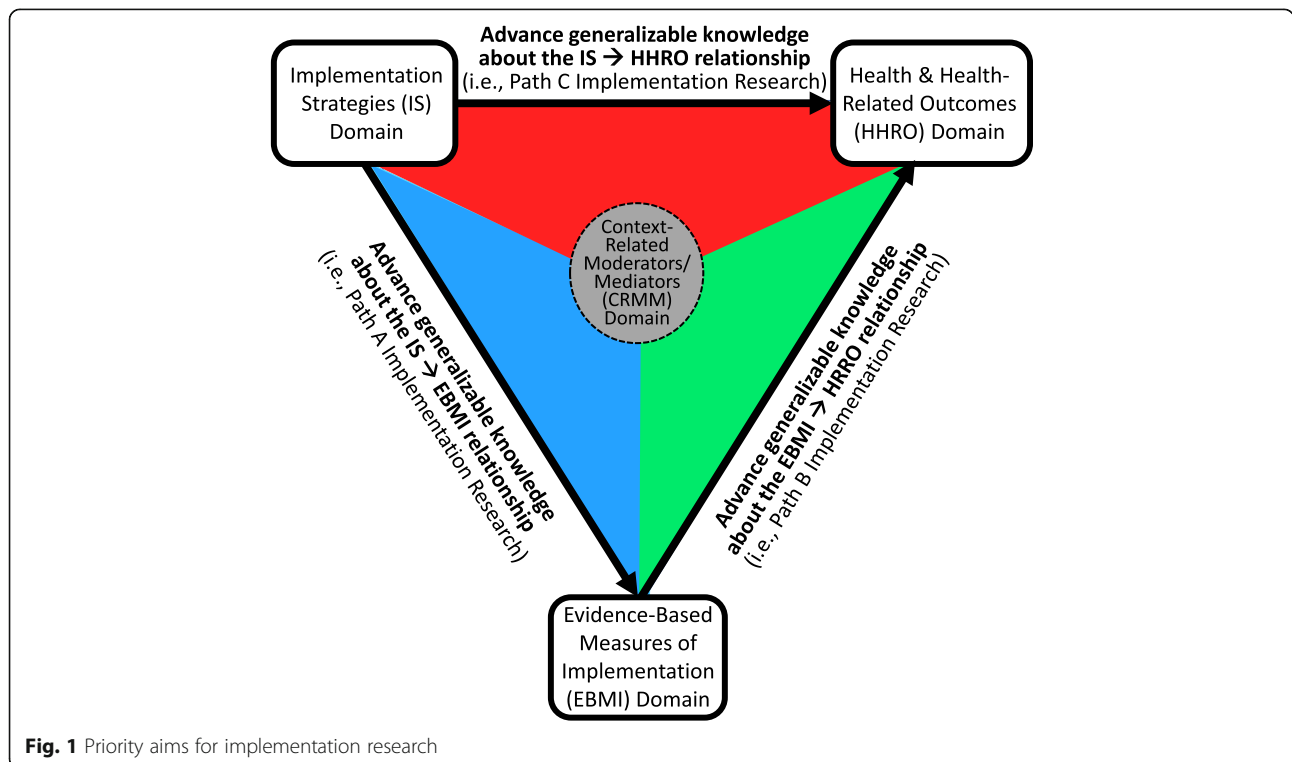 Advance generalizable knowledge
about the IS → HHRO relationship
(i.e., Path C Implementation Research)
Implementation
Strategies (IS)
Domain
Health & Health-
Related Outcomes
(HHRO) Domain
Context-
Related
Moderators/
Mediators
(CRMM)
Domain
Advance generalizable knowledge
about the IS → EBMI relationship
(i.e., Path A Implementation Research)
Advance generalizable knowledge
about the EBMI → HRRO relationship
(i.e., Path B Implementation Research)
Evidence-Based
Measures of
Implementation
(EBMI) Domain
Fig. 1 Priority aims for implementation research